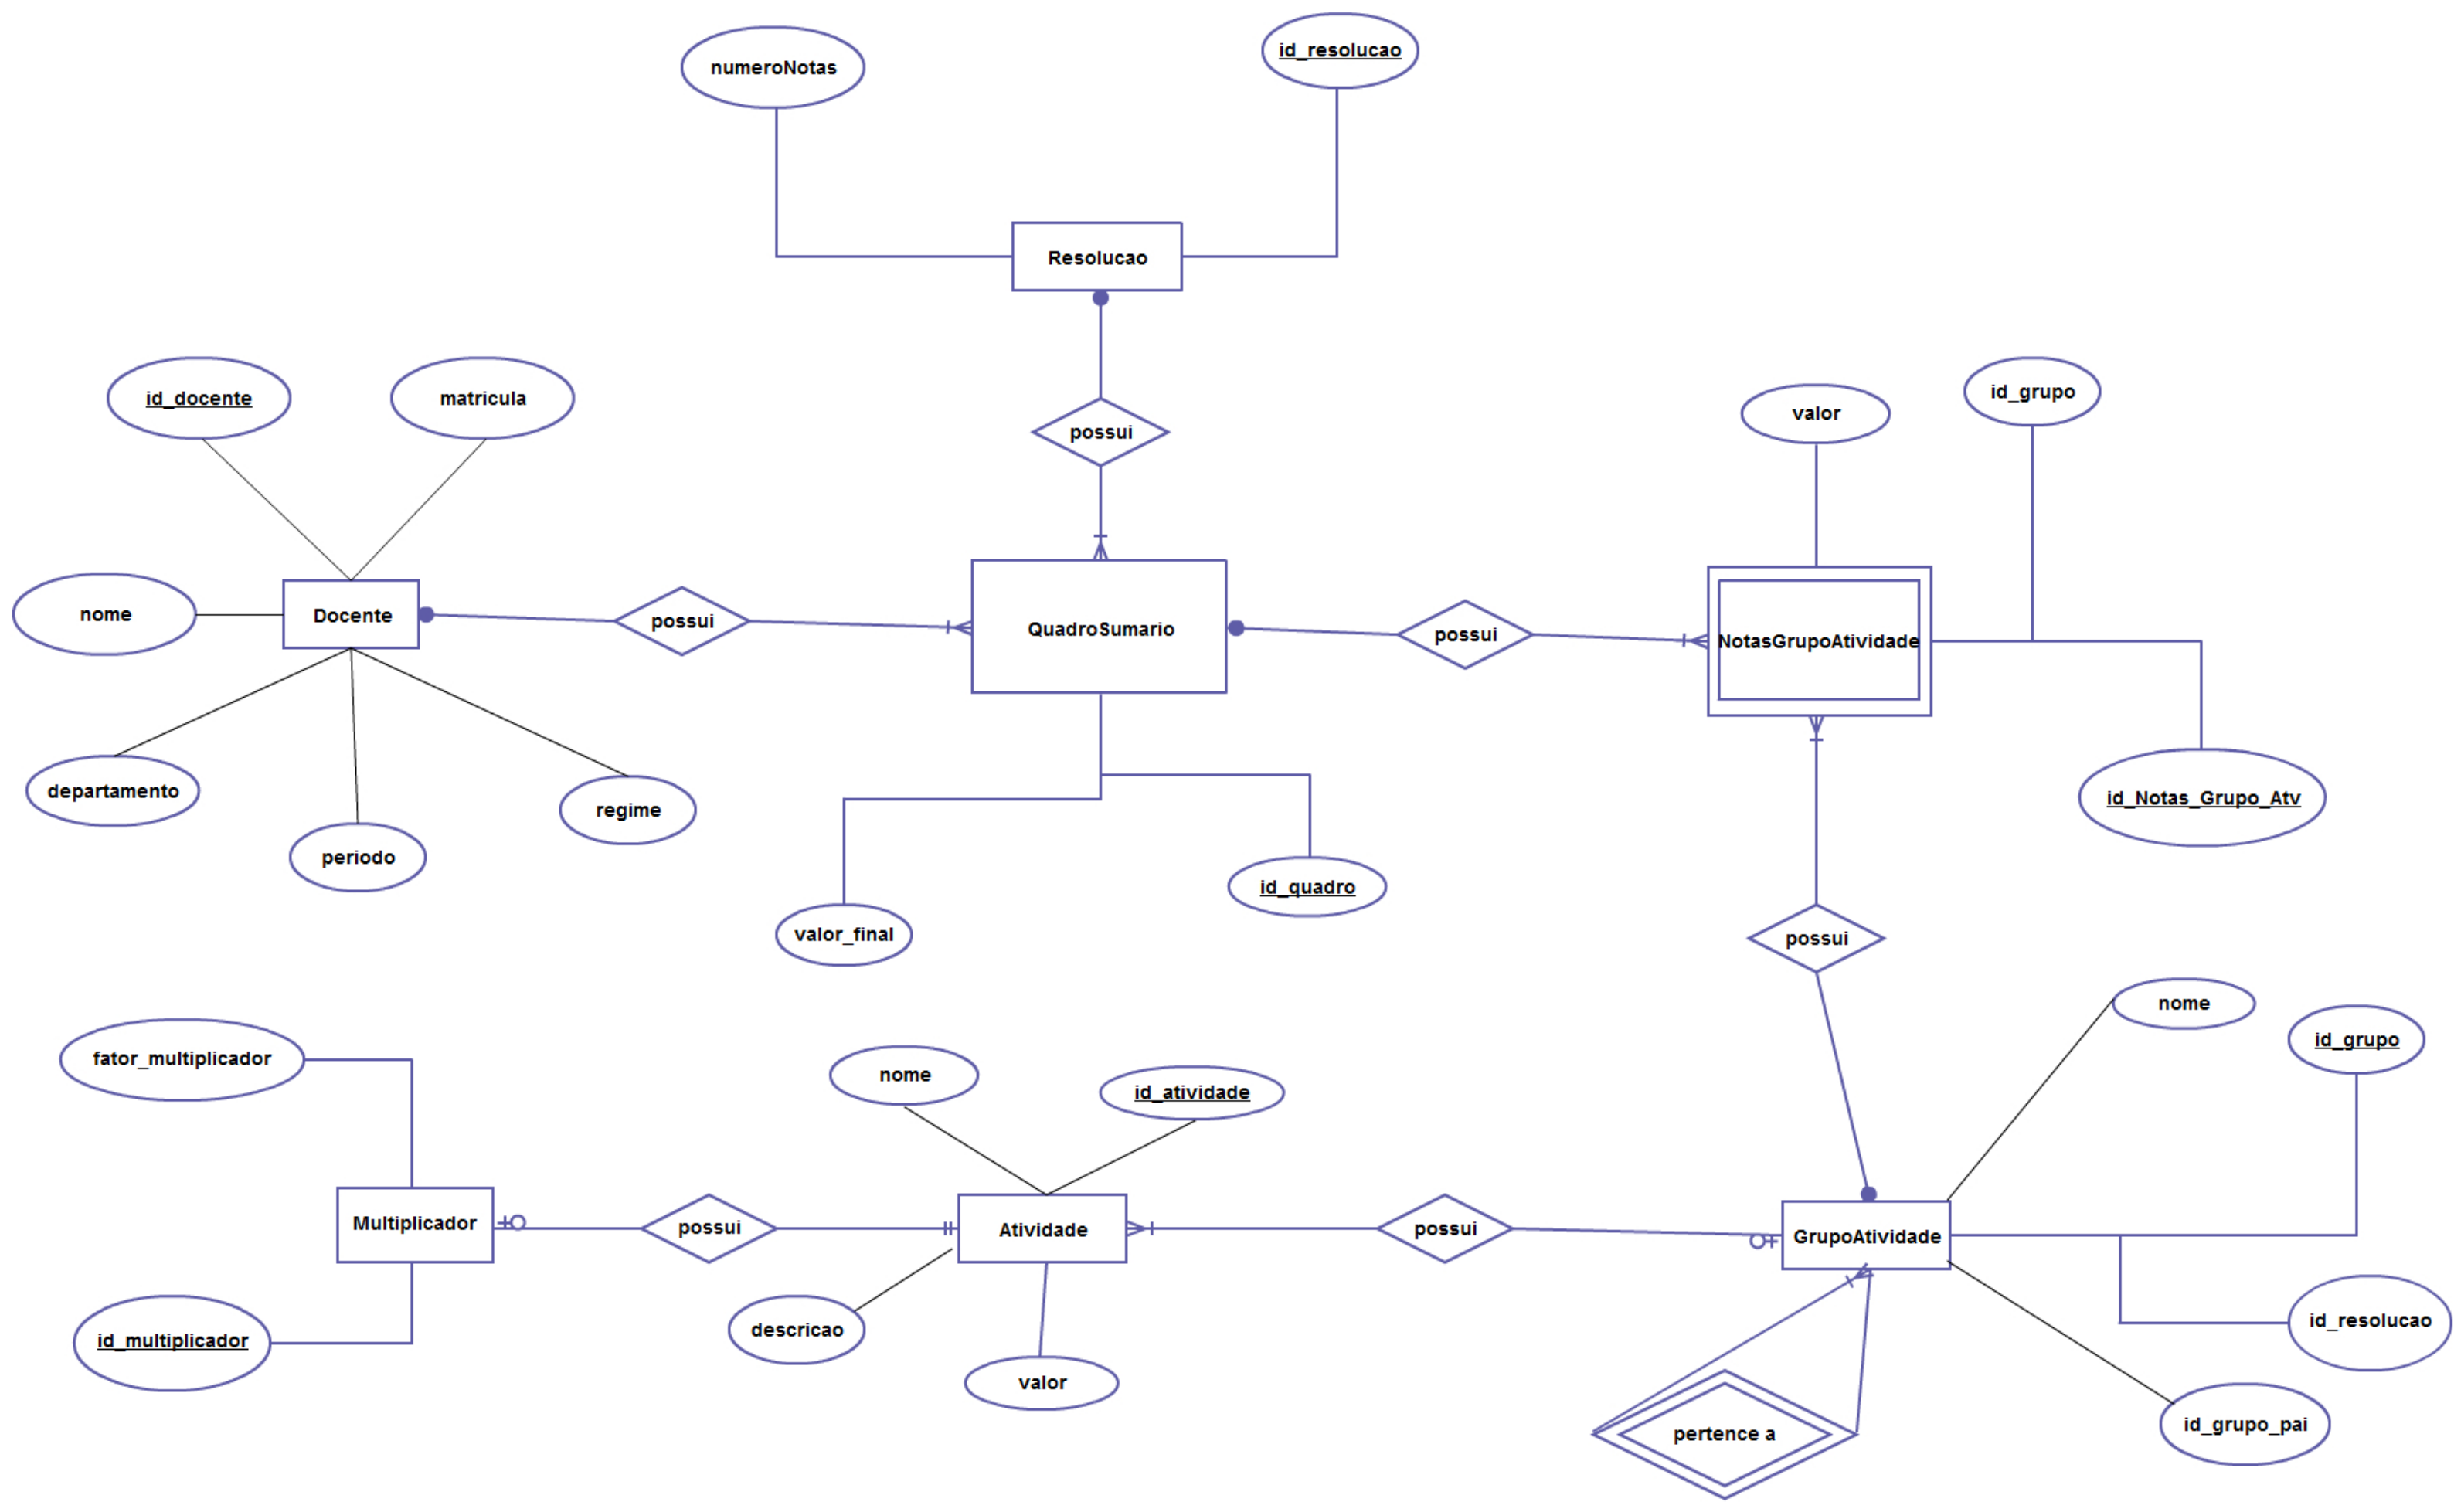 numeroNotas
id_resolucao
Resolucao
id_docente
matricula
possui
valor
id_grupo
nome
Docente
possui
QuadroSumario
possui
NotasGrupoAtividade
departamento
regime
periodo
id_Notas_Grupo_Atv
id_quadro
valor_final
possui
nome
id_grupo
fator_multiplicador
nome
id_atividade
Multiplicador
possui
Atividade
possui
GrupoAtividade
id_multiplicador
descricao
valor
id_resolucao
pertence a
id_grupo_pai